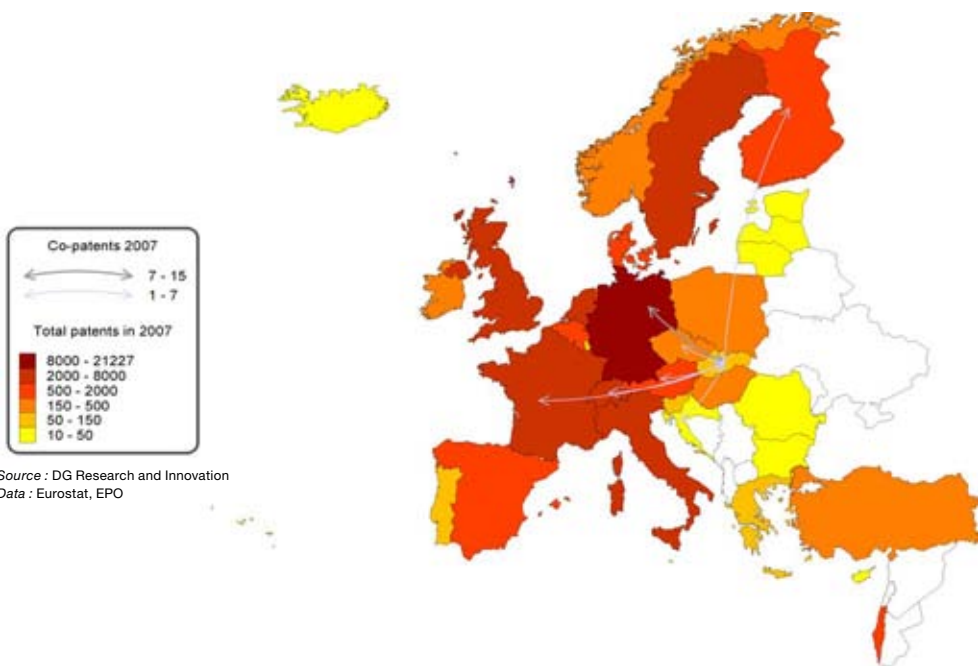 Co-patents 2007
7 - 15
1 - 7
Total patents in 2007
8000 - 21227
2000 - 8000
500 - 2000
150 - 500
50 - 150
10 - 50
Source : DG Research and Innovation
Data : Eurostat, EPO